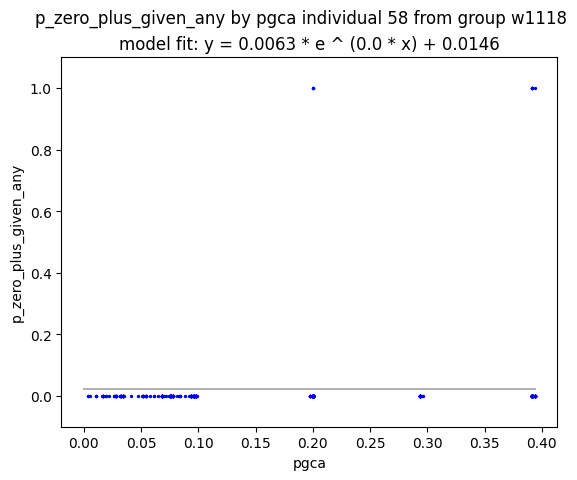 p_zero_plus_given_any by pgca individual 58 from group w1118
model fit: y = 0.0063 * e ^ (0.0 * x) + 0.0146
1.0
0.8
0.6
0.4
0.2
0.0
p_zero_plus_given_any
0.00 0.05 0.10 0.15 0.20 0.25 0.30 0.35 0.40
pgca